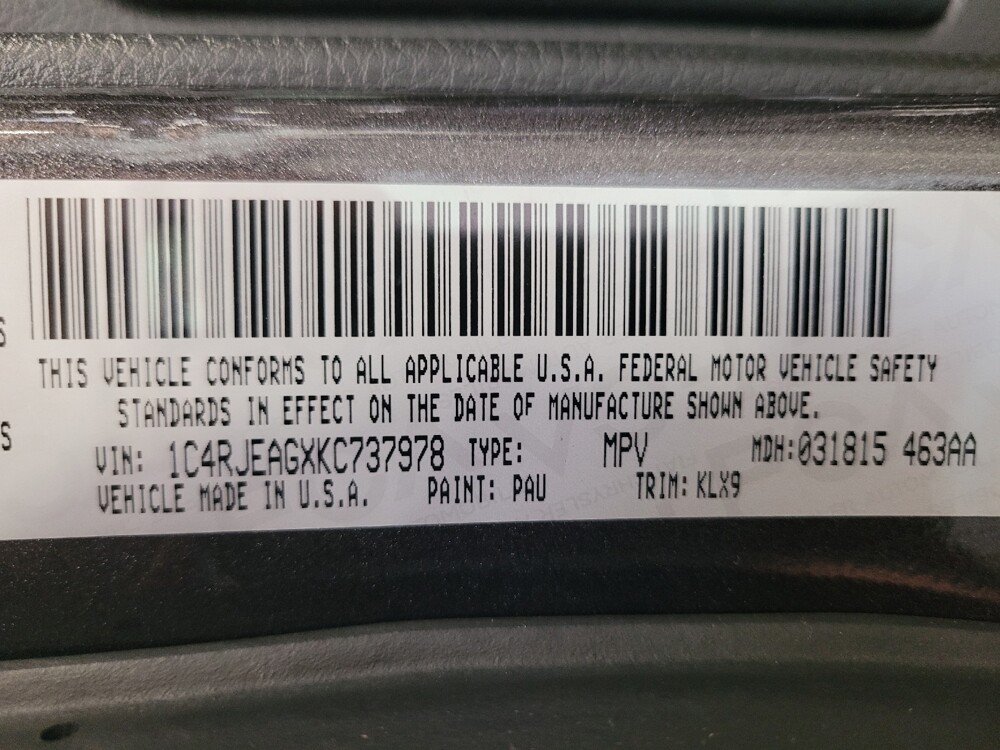 THIS VEHICLE CONFORMS TO ALL APPLICABLE U.S.A. FEDERAL MOTOR VEHICLE SAFETY
STANDARDS IN EFFECT ON THE DATE OF MANUFACTURE SHOWN ABOVE.
VIN: 1C4RJEAGXKC737978 TYPE: MPV MDH:031815 463AA
VEHICLE MADE IN U.S.A. PAINT: PAU TRIM: KLX9